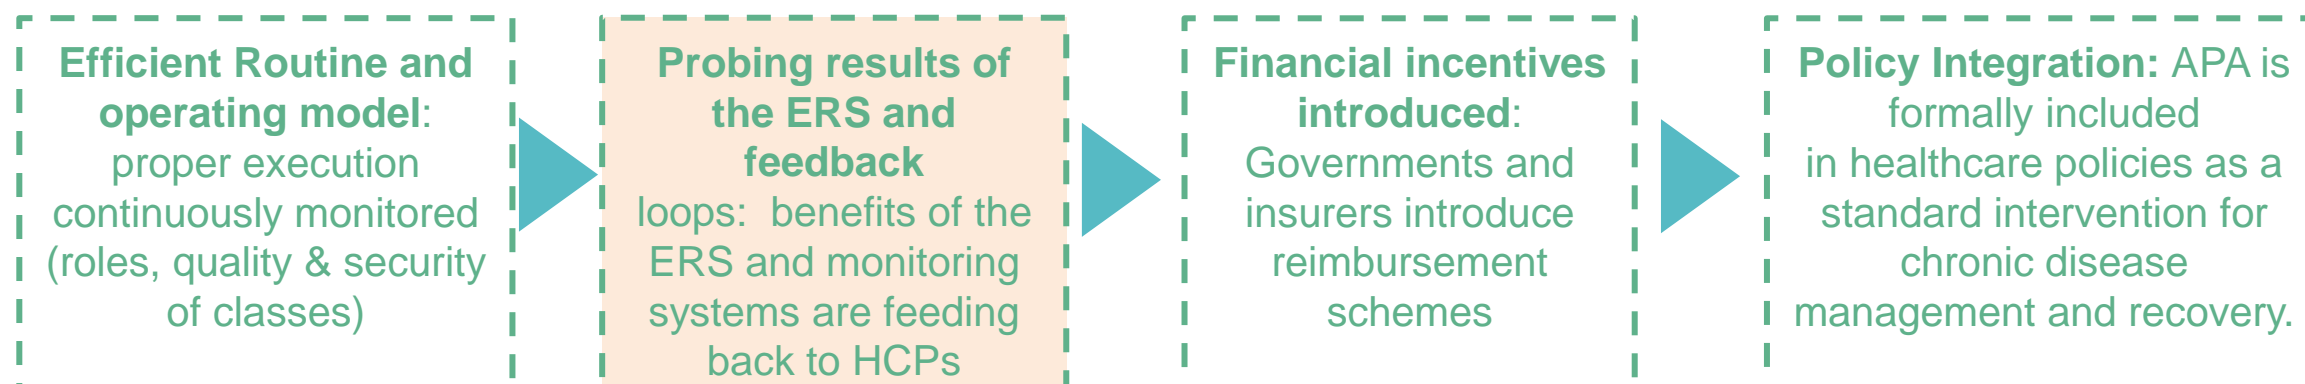 Efficient Routine and
operating model:
proper execution
continuously monitored
(roles, quality & security
of classes)
Probing results of
the ERS and
feedback
loops:  benefits of the
ERS and monitoring
systems are feeding
back to HCPs
Financial incentives
introduced:
Governments and
insurers introduce
reimbursement
schemes
Policy Integration: APA is
formally included
in healthcare policies as a
standard intervention for
chronic disease
management and recovery.